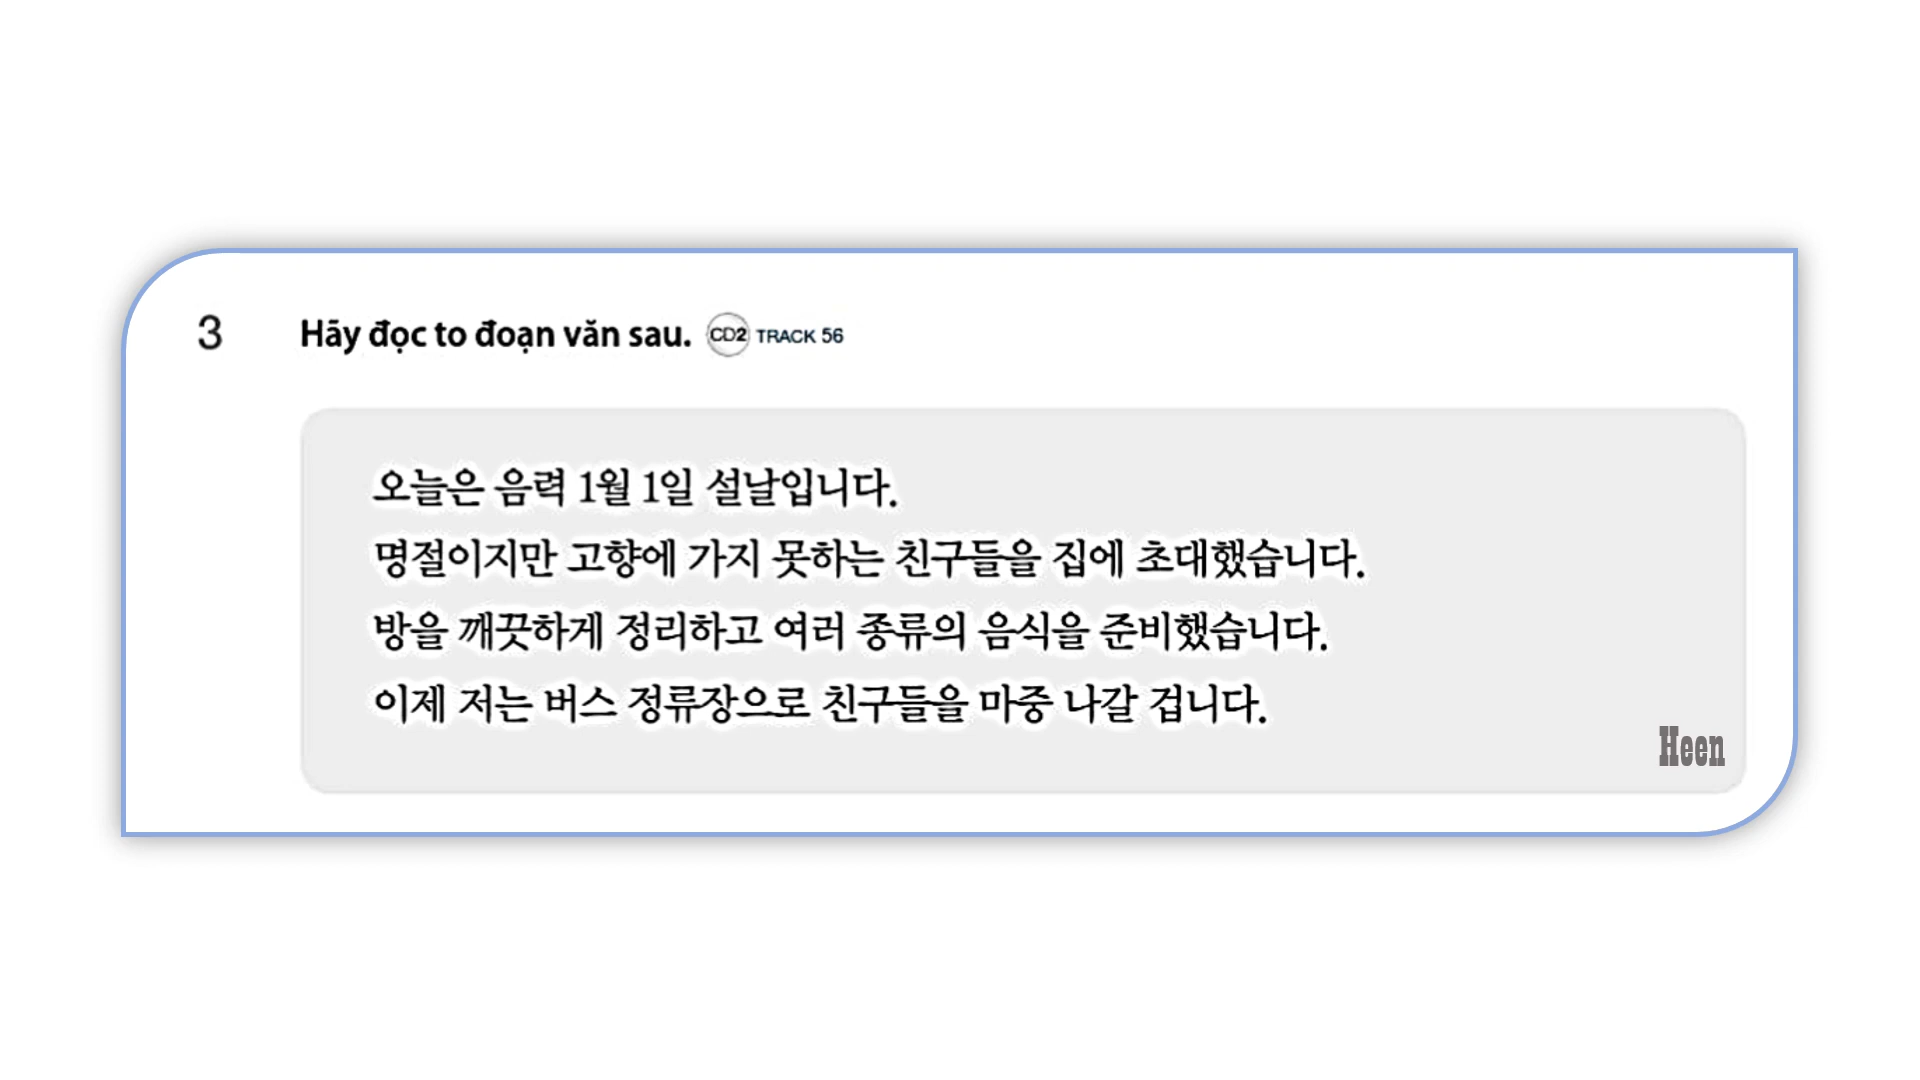 3 Hãy đọc to đoạn văn sau. CD2 TRACK 56
오늘은 음력 1월 1일 설날입니다.
명절이지만 고향에 가지 못하는 친구들을 집에 초대했습니다.
방을 깨끗하게 정리하고 여러 종류의 음식을 준비했습니다.
이제 저는 버스 정류장으로 친구들을 마중 나갈 겁니다.
Heen